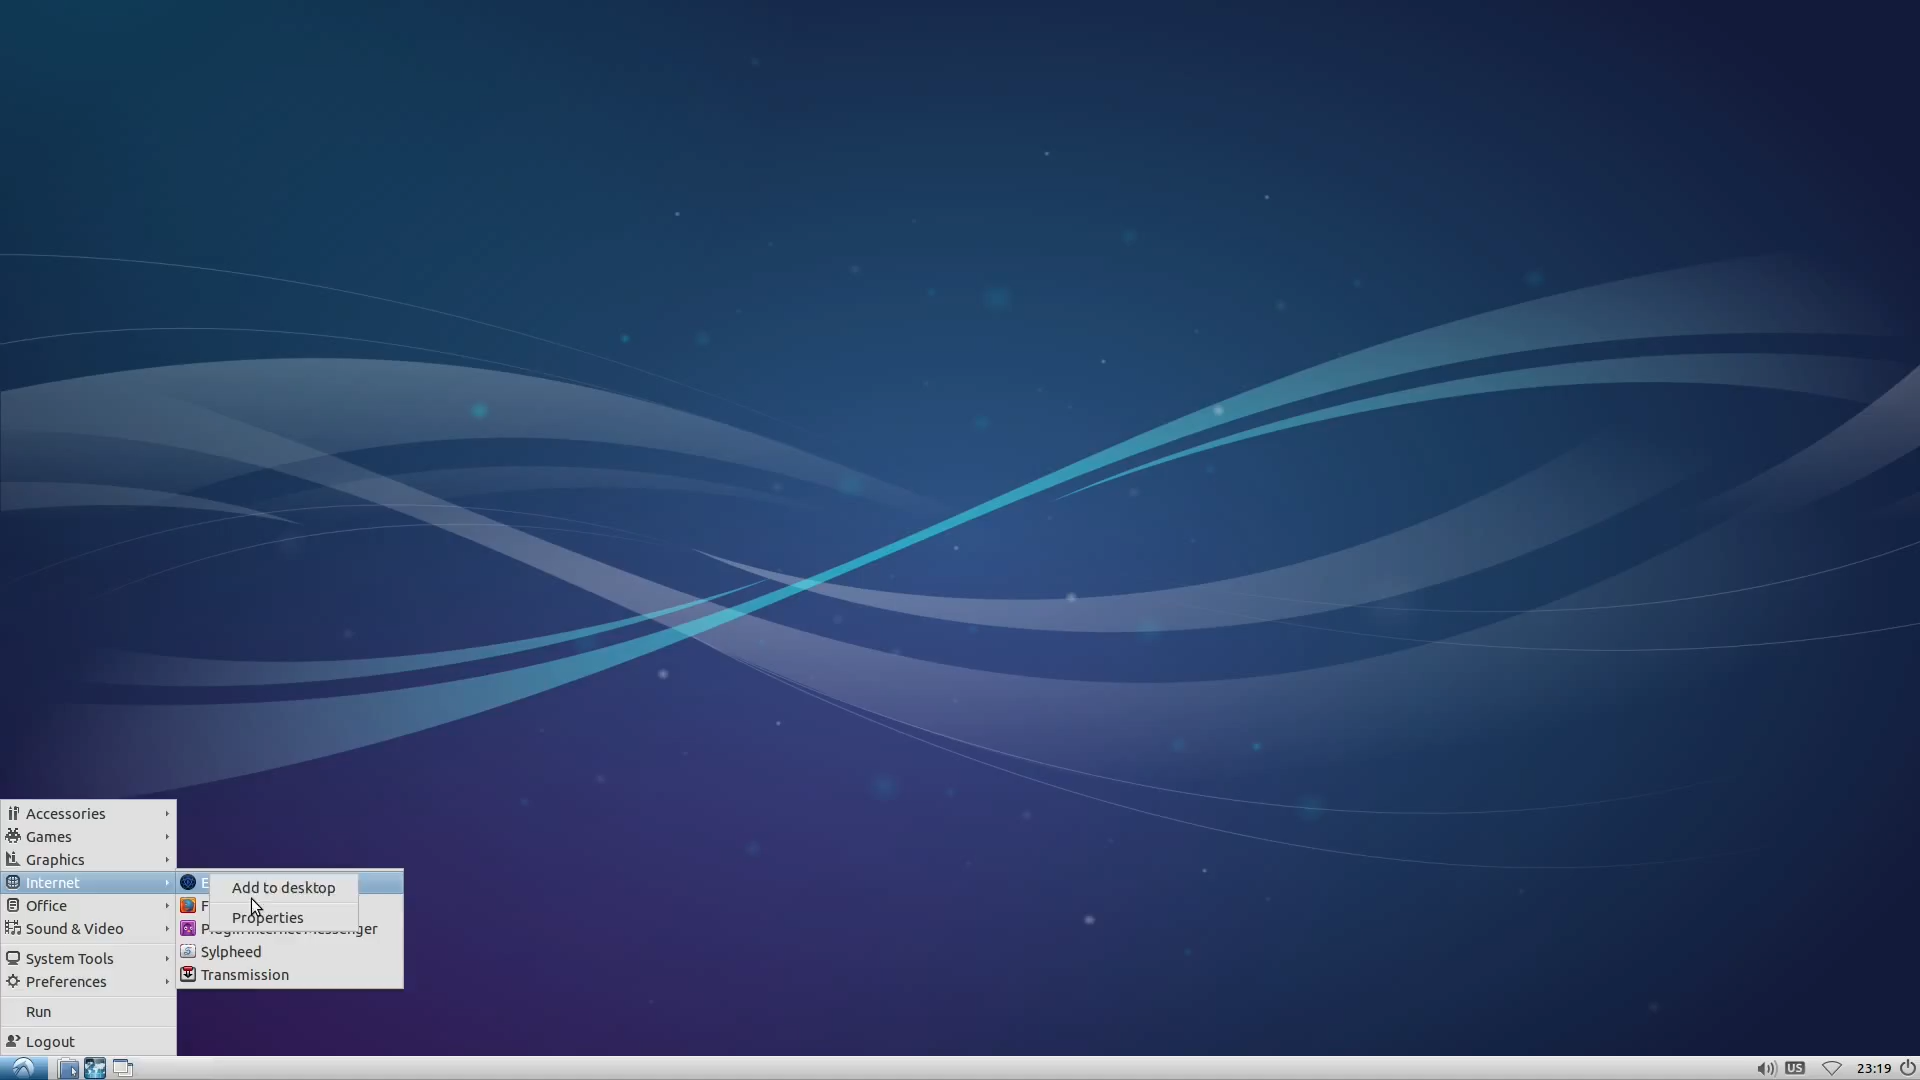 Accessories
Games
Graphics
Internet
Office
Sound & Video
System Tools
Preferences
Run
Logout
Add to desktop
Properties
Sylpheed
Transmission
US
23:19